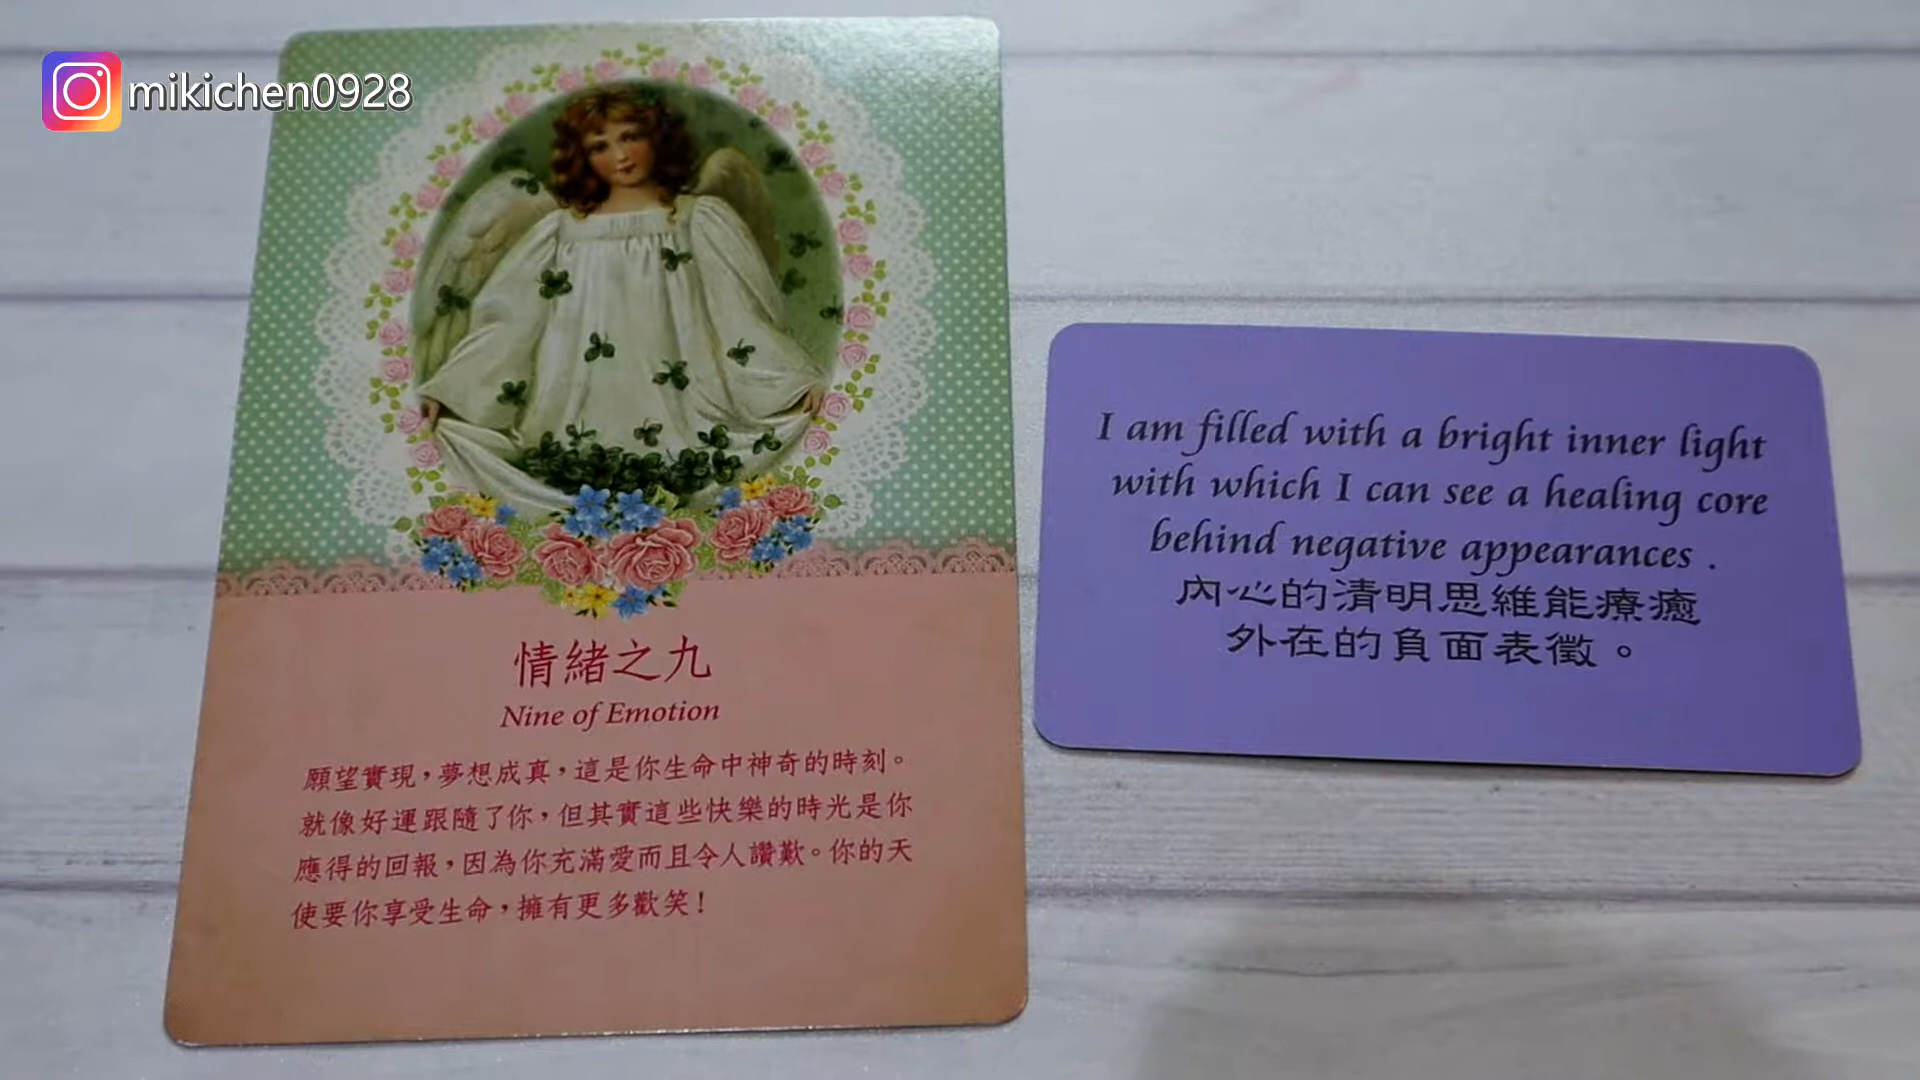 mikichen0928
情緒之九
Nine of Emotion
願望實現，夢想成真，這是你生命中神奇的時刻。
就像好運跟隨了你，但其實這些快樂的時光是你
應得的回報，因為你充滿愛而且令人讚歎。你的天
使要你享受生命，擁有更多歡笑！
I am filled with a bright inner light
with which I can see a healing core
behind negative appearances .
內心的清明思維能療癒
外在的負面表徵。